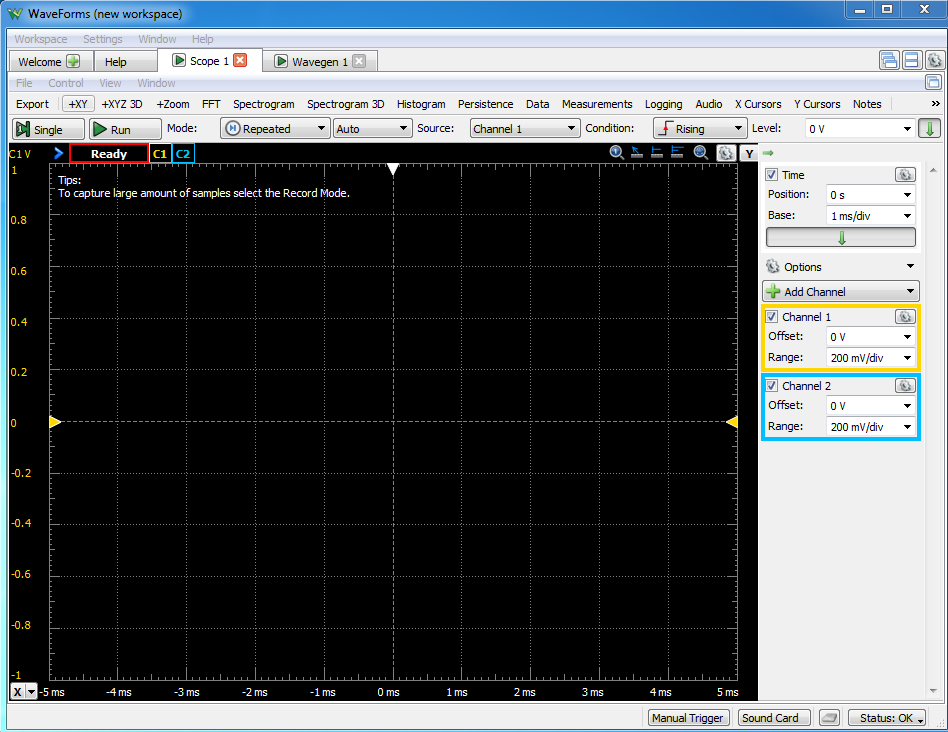 WaveForms (new workspace)
Workspace Settings Window Help
Welcome Help Scope 1 Wavegen 1
File Control View Window
Export +XY +XYZ 3D +Zoom FFT Spectrogram Spectrogram 3D Histogram Persistence Data Measurements Logging Audio X Cursors Y Cursors Notes »
Single Run Mode: Repeated Auto Source: Channel 1 Condition: Rising Level: 0 V
C1 V Ready C1 C2 Y
Tips:
To capture large amount of samples select the Record Mode.
1
0.8
0.6
0.4
0.2
0
-0.2
-0.4
-0.6
-0.8
-1
X -5 ms -4 ms -3 ms -2 ms -1 ms 0 ms 1 ms 2 ms 3 ms 4 ms 5 ms
Time
Position: 0 s
Base: 1 ms/div
Options
Add Channel
Channel 1
Offset: 0 V
Range: 200 mV/div
Channel 2
Offset: 0 V
Range: 200 mV/div
Manual Trigger Sound Card Status: OK